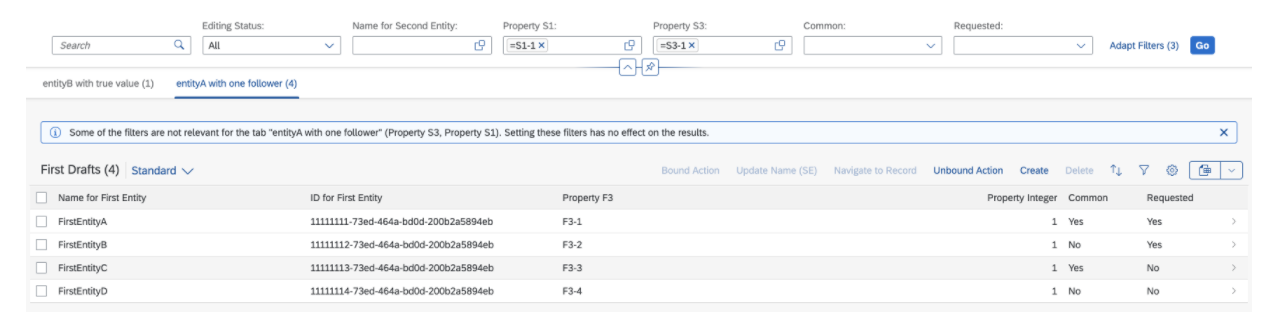 Editing Status: Name for Second Entity: Property S1: Property S3: Common: Requested:
Search All =S1-1 =S3-1 Adapt Filters (3) Go
entityB with true value (1) entityA with one follower (4)
Some of the filters are not relevant for the tab "entityA with one follower" (Property S3, Property S1). Setting these filters has no effect on the results.
First Drafts (4) Standard Bound Action Update Name (SE) Navigate to Record Unbound Action Create Delete
Name for First Entity ID for First Entity Property F3 Property Integer Common Requested
FirstEntityA 11111111-73ed-464a-bd0d-200b2a5894eb F3-1 1 Yes Yes
FirstEntityB 11111112-73ed-464a-bd0d-200b2a5894eb F3-2 1 No Yes
FirstEntityC 11111113-73ed-464a-bd0d-200b2a5894eb F3-3 1 Yes No
FirstEntityD 11111114-73ed-464a-bd0d-200b2a5894eb F3-4 1 No No